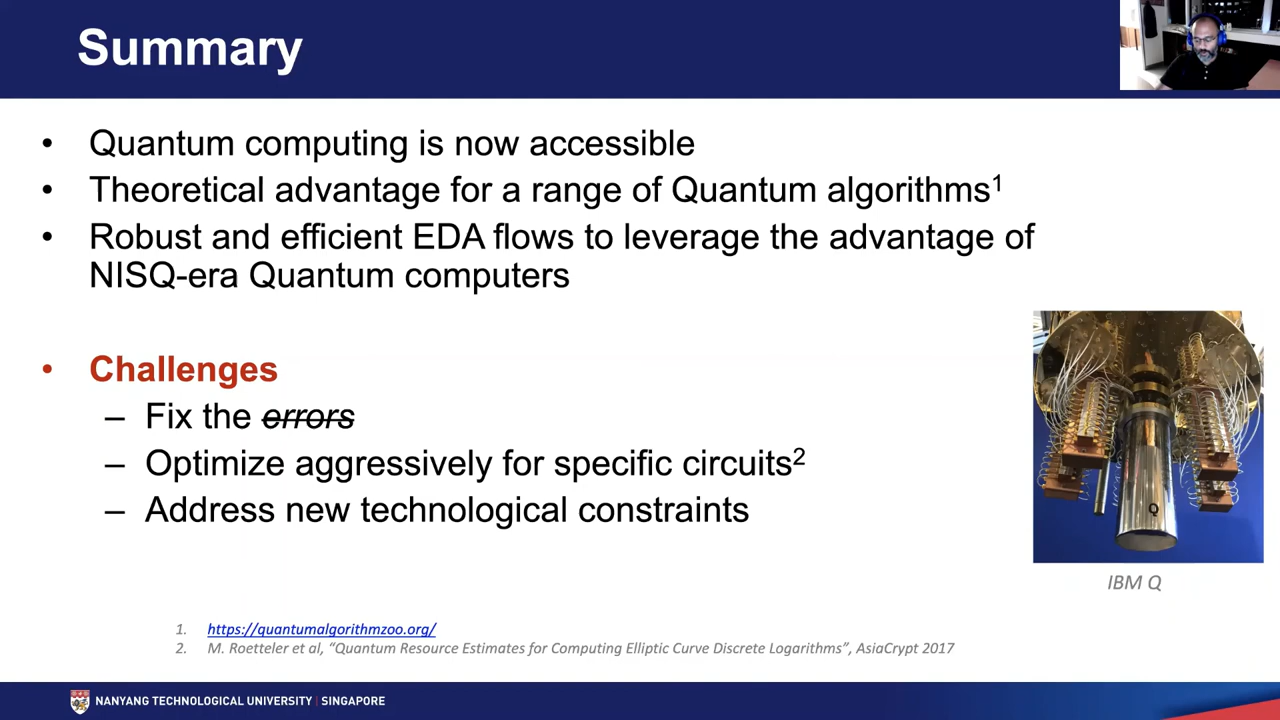 Summary
• Quantum computing is now accessible
• Theoretical advantage for a range of Quantum algorithms1
• Robust and efficient EDA flows to leverage the advantage of
NISQ-era Quantum computers
• Challenges
– Fix the errors
– Optimize aggressively for specific circuits2
– Address new technological constraints
Q
IBM Q
1. https://quantumalgorithmzoo.org/
2. M. Roetteler et al, “Quantum Resource Estimates for Computing Elliptic Curve Discrete Logarithms”, AsiaCrypt 2017
NANYANG TECHNOLOGICAL UNIVERSITY | SINGAPORE